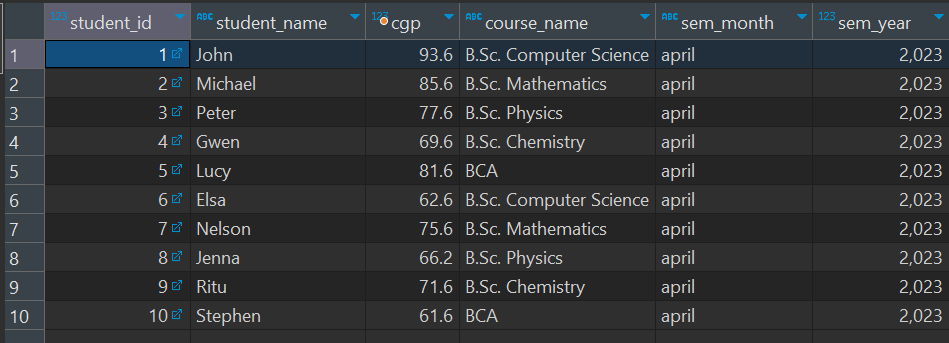 123 student_id ABC student_name 123 cgp ABC course_name ABC sem_month 123 sem_year
1 1 John 93.6 B.Sc. Computer Science april 2,023
2 2 Michael 85.6 B.Sc. Mathematics april 2,023
3 3 Peter 77.6 B.Sc. Physics april 2,023
4 4 Gwen 69.6 B.Sc. Chemistry april 2,023
5 5 Lucy 81.6 BCA april 2,023
6 6 Elsa 62.6 B.Sc. Computer Science april 2,023
7 7 Nelson 75.6 B.Sc. Mathematics april 2,023
8 8 Jenna 66.2 B.Sc. Physics april 2,023
9 9 Ritu 71.6 B.Sc. Chemistry april 2,023
10 10 Stephen 61.6 BCA april 2,023